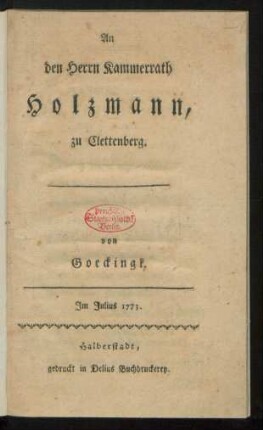 An
den Herrn Kammerrath
Holzmann,
zu Clettenberg.
von
Goeckingk.
Im Julius 1771.
Halberstadt;
gedruckt in Delius Buchdruckerey.